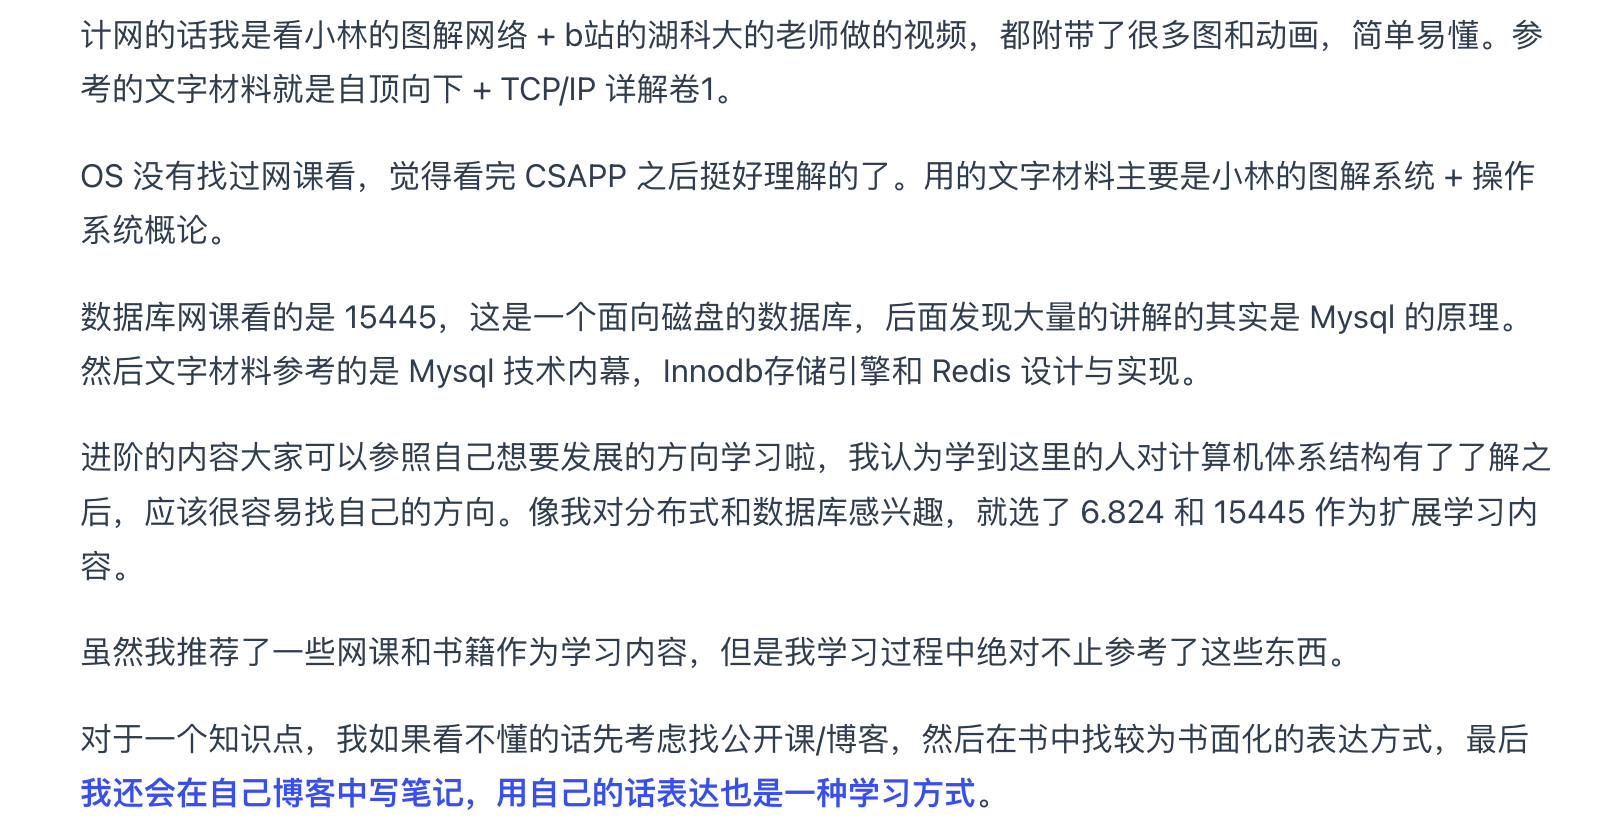 计网的话我是看小林的图解网络 + b站的湖科大的老师做的视频，都附带了很多图和动画，简单易懂。参
考的文字材料就是自顶向下 + TCP/IP 详解卷1。
OS 没有找过网课看，觉得看完 CSAPP 之后挺好理解的了。用的文字材料主要是小林的图解系统 + 操作
系统概论。
数据库网课看的是 15445，这是一个面向磁盘的数据库，后面发现大量的讲解的其实是 Mysql 的原理。
然后文字材料参考的是 Mysql 技术内幕，Innodb存储引擎和 Redis 设计与实现。
进阶的内容大家可以参照自己想要发展的方向学习啦，我认为学到这里的人对计算机体系结构有了了解之
后，应该很容易找自己的方向。像我对分布式和数据库感兴趣，就选了 6.824 和 15445 作为扩展学习内
容。
虽然我推荐了一些网课和书籍作为学习内容，但是我学习过程中绝对不止参考了这些东西。
对于一个知识点，我如果看不懂的话先考虑找公开课/博客，然后在书中找较为书面化的表达方式，最后
我还会在自己博客中写笔记，用自己的话表达也是一种学习方式。